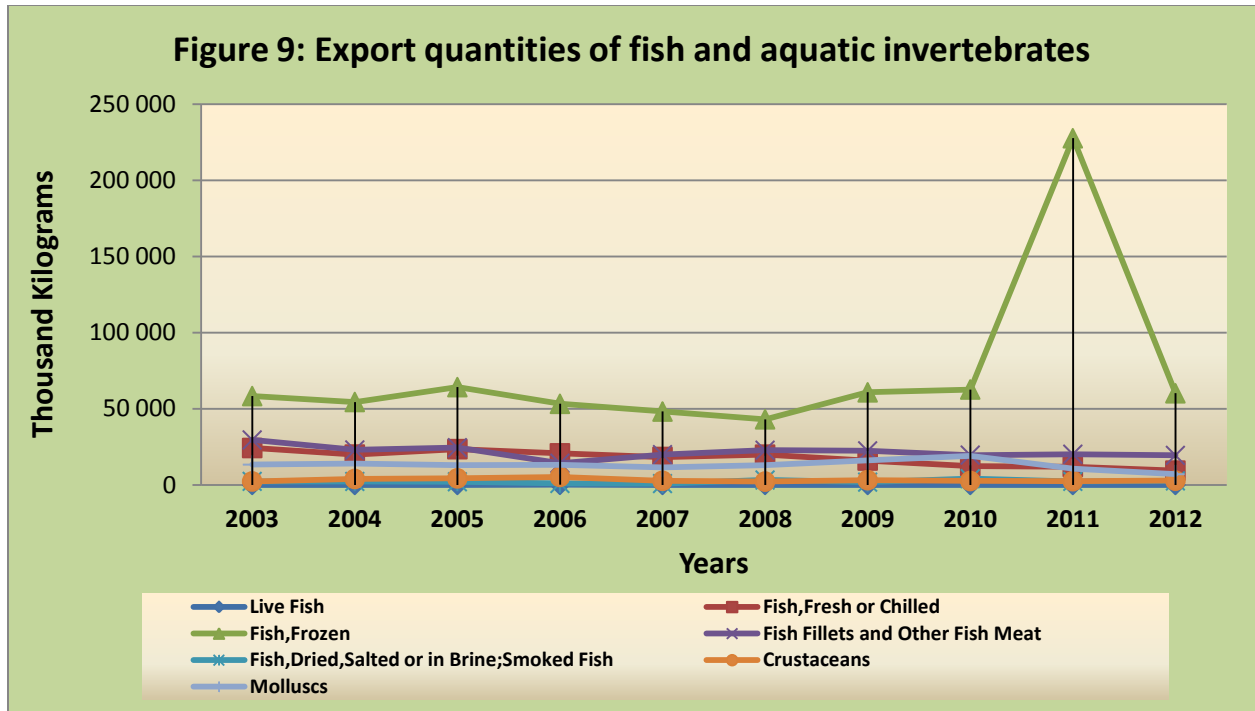 Figure 9: Export quantities of fish and aquatic invertebrates
250 000
200 000
150 000
100 000
50 000
0
Thousand Kilograms
2003 2004 2005 2006 2007 2008 2009 2010 2011 2012
Years
Live Fish Fish,Fresh or Chilled
Fish,Frozen Fish Fillets and Other Fish Meat
Fish,Dried,Salted or in Brine;Smoked Fish Crustaceans
Molluscs